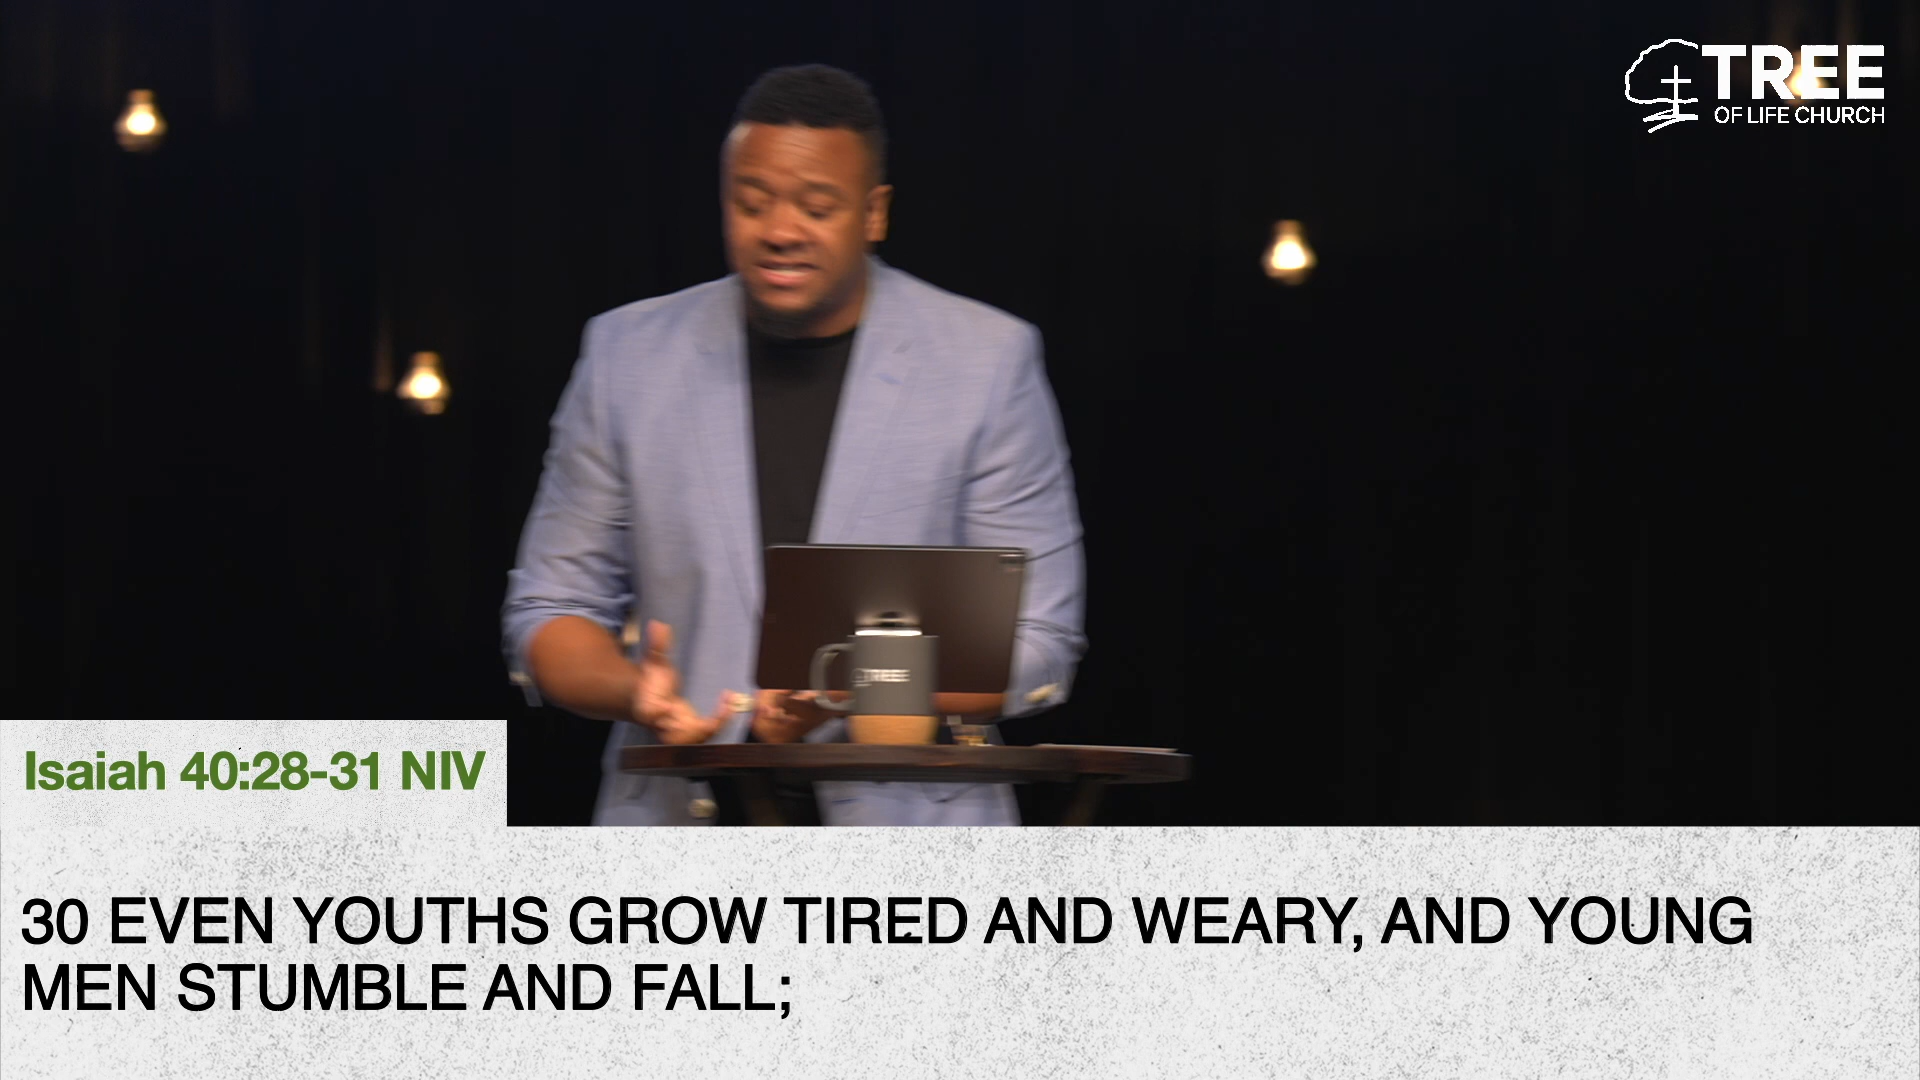 TREE
OF LIFE CHURCH
TREE
Isaiah 40:28-31 NIV
30 EVEN YOUTHS GROW TIRED AND WEARY, AND YOUNG
MEN STUMBLE AND FALL;